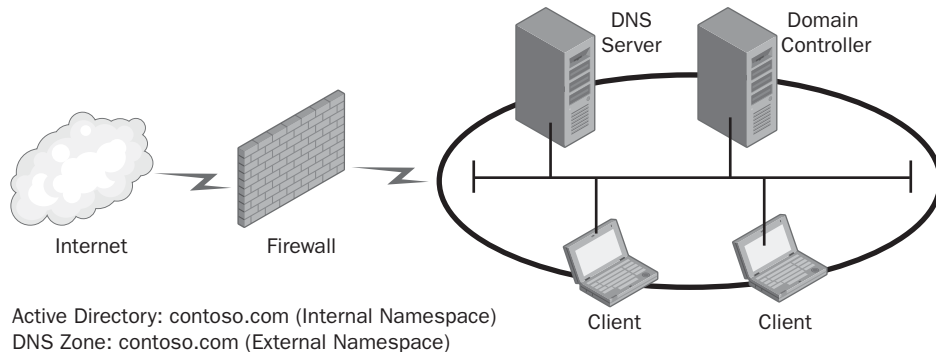 DNS
Server
Domain
Controller
Internet
Firewall
Client
Client
Active Directory: contoso.com (Internal Namespace)
DNS Zone: contoso.com (External Namespace)